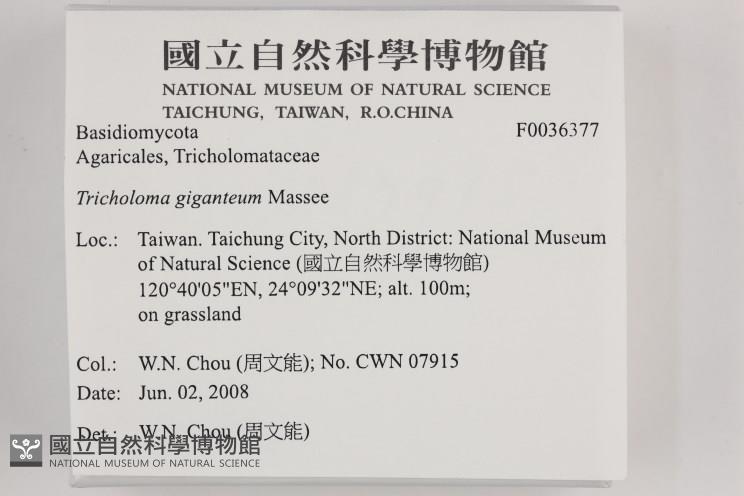 國立自然科學博物館
NATIONAL MUSEUM OF NATURAL SCIENCE
TAICHUNG, TAIWAN, R.O.CHINA
Basidiomycota F0036377
Agaricales, Tricholomataceae
Tricholoma giganteum Massee
Loc.: Taiwan. Taichung City, North District: National Museum
of Natural Science (國立自然科學博物館)
120°40'05"EN, 24°09'32"NE; alt. 100m;
on grassland
Col.: W.N. Chou (周文能); No. CWN 07915
Date: Jun. 02, 2008
Det.: W.N. Chou (周文能)
國立自然科學博物館
NATIONAL MUSEUM OF NATURAL SCIENCE